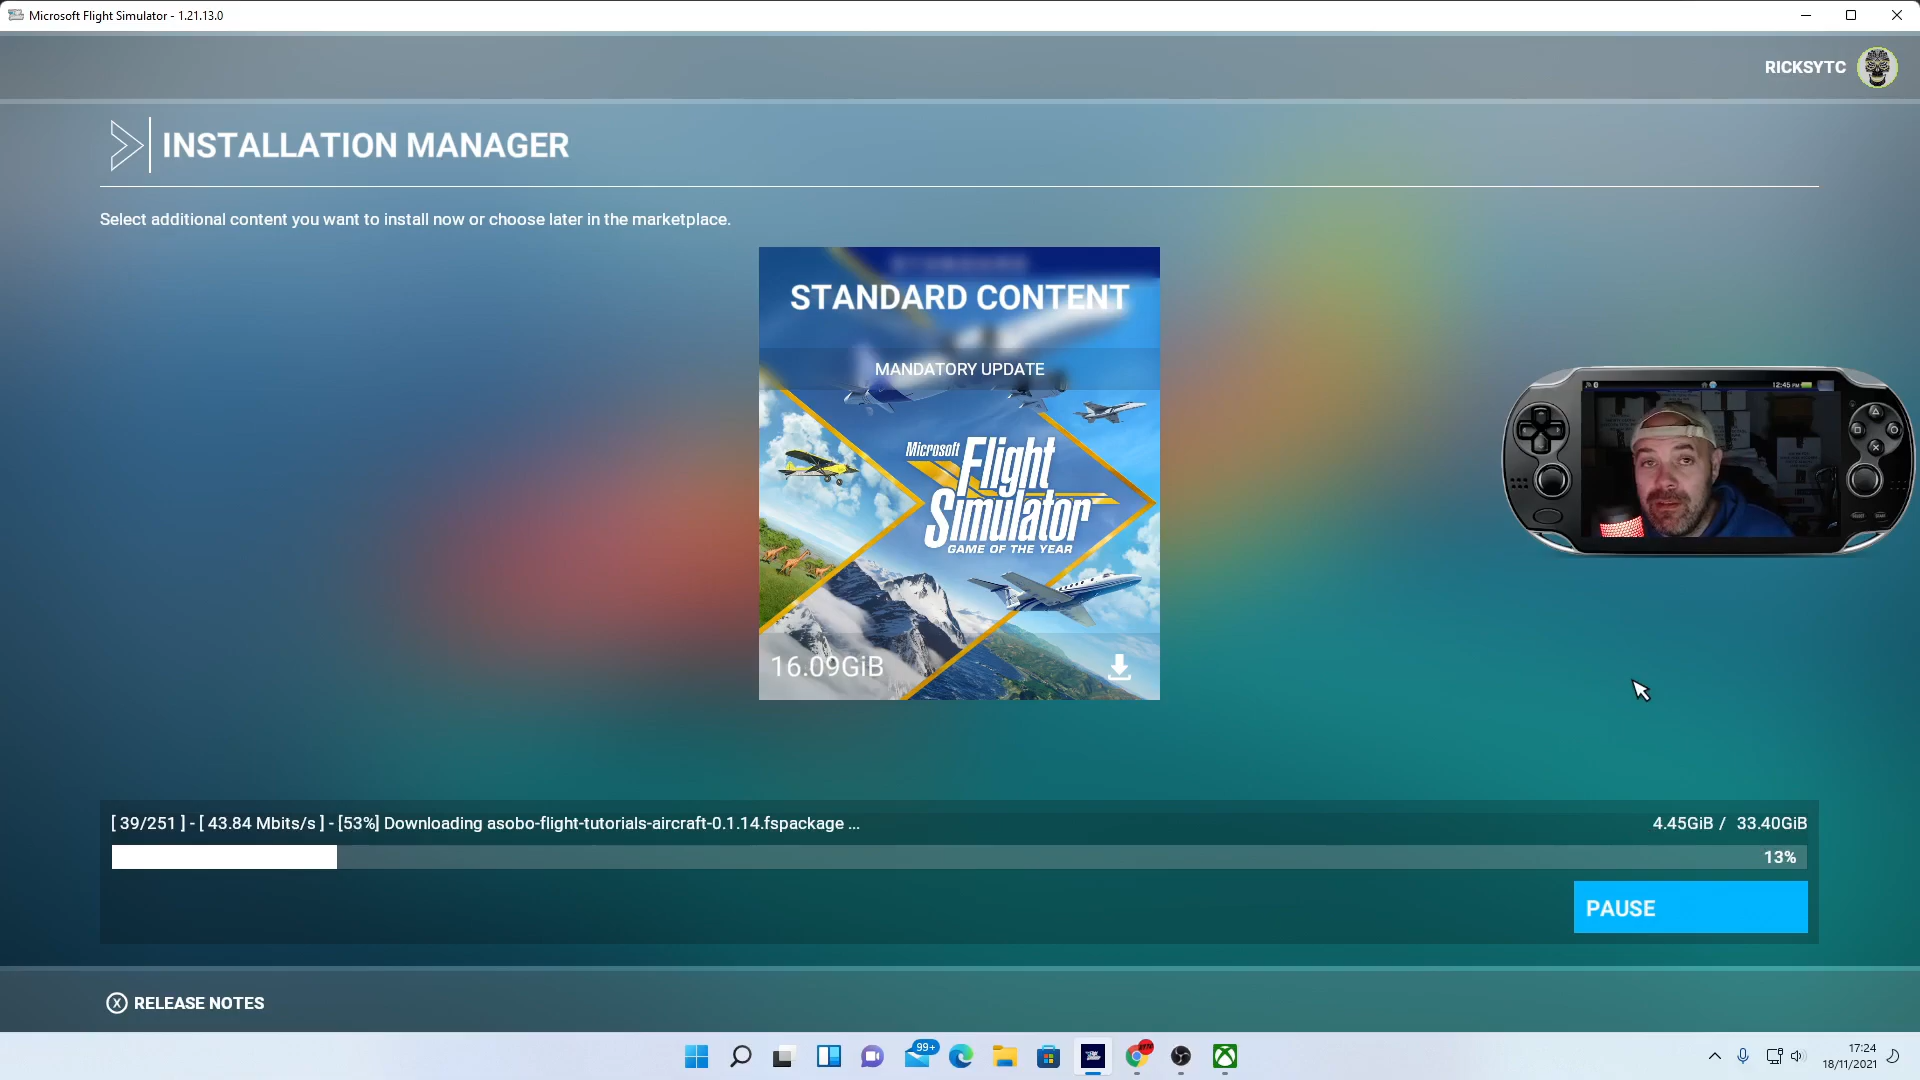 Microsoft Flight Simulator - 1.21.13.0
RICKSYTC
INSTALLATION MANAGER
Select additional content you want to install now or choose later in the marketplace.
STANDARD CONTENT
MANDATORY UPDATE
Microsoft
Flight
Simulator
GAME OF THE YEAR
16.09GiB
12:45 PM
[ 39/251 ] - [ 43.84 Mbits/s ] - [53%] Downloading asobo-flight-tutorials-aircraft-0.1.14.fspackage ...
4.45GiB / 33.40GiB
13%
PAUSE
X RELEASE NOTES
99+
17:24
18/11/2021